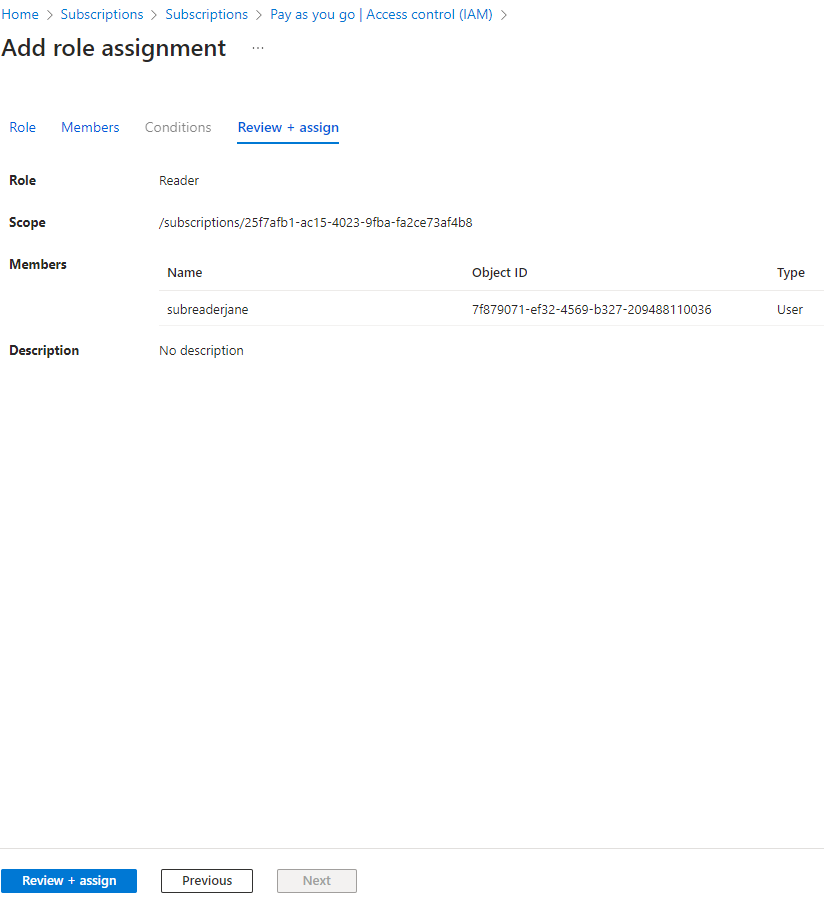 Home > Subscriptions > Subscriptions > Pay as you go | Access control (IAM) >
Add role assignment ...
Role Members Conditions Review + assign
Role Reader
Scope /subscriptions/25f7afb1-ac15-4023-9fba-fa2ce73af4b8
Members Name Object ID Type
subreaderjane 7f879071-ef32-4569-b327-209488110036 User
Description No description
Review + assign Previous Next